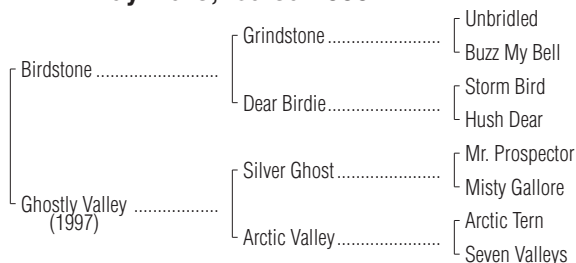 Unbridled
Grindstone ........................
Buzz My Bell
Birdstone ..........................
Storm Bird
Dear Birdie........................
Hush Dear
Mr. Prospector
Silver Ghost......................
Misty Gallore
Ghostly Valley ..................
(1997)
Arctic Tern
Arctic Valley......................
Seven Valleys